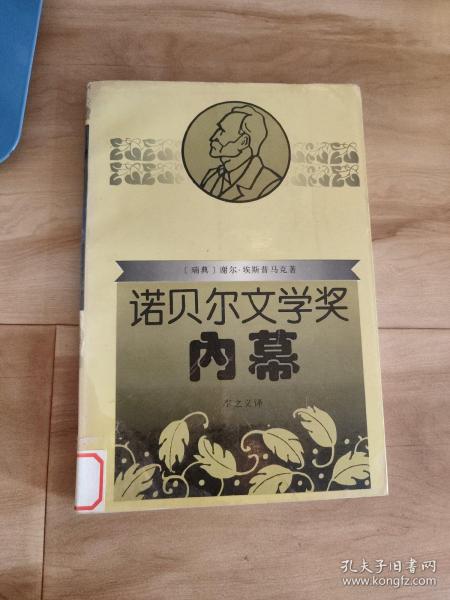 〔瑞典〕谢尔·埃斯普马克著
诺贝尔文学奖
内幕
李之义译
孔夫子旧书网
www.kongfz.com